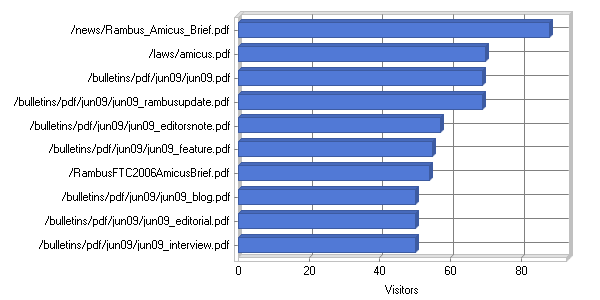 /news/Rambus_Amicus_Brief.pdf
/laws/amicus.pdf
/bulletins/pdf/jun09/jun09.pdf
/bulletins/pdf/jun09/jun09_rambusupdate.pdf
/bulletins/pdf/jun09/jun09_editorsnote.pdf
/bulletins/pdf/jun09/jun09_feature.pdf
/RambusFTC2006AmicusBrief.pdf
/bulletins/pdf/jun09/jun09_blog.pdf
/bulletins/pdf/jun09/jun09_editorial.pdf
/bulletins/pdf/jun09/jun09_interview.pdf
0 20 40 60 80
Visitors